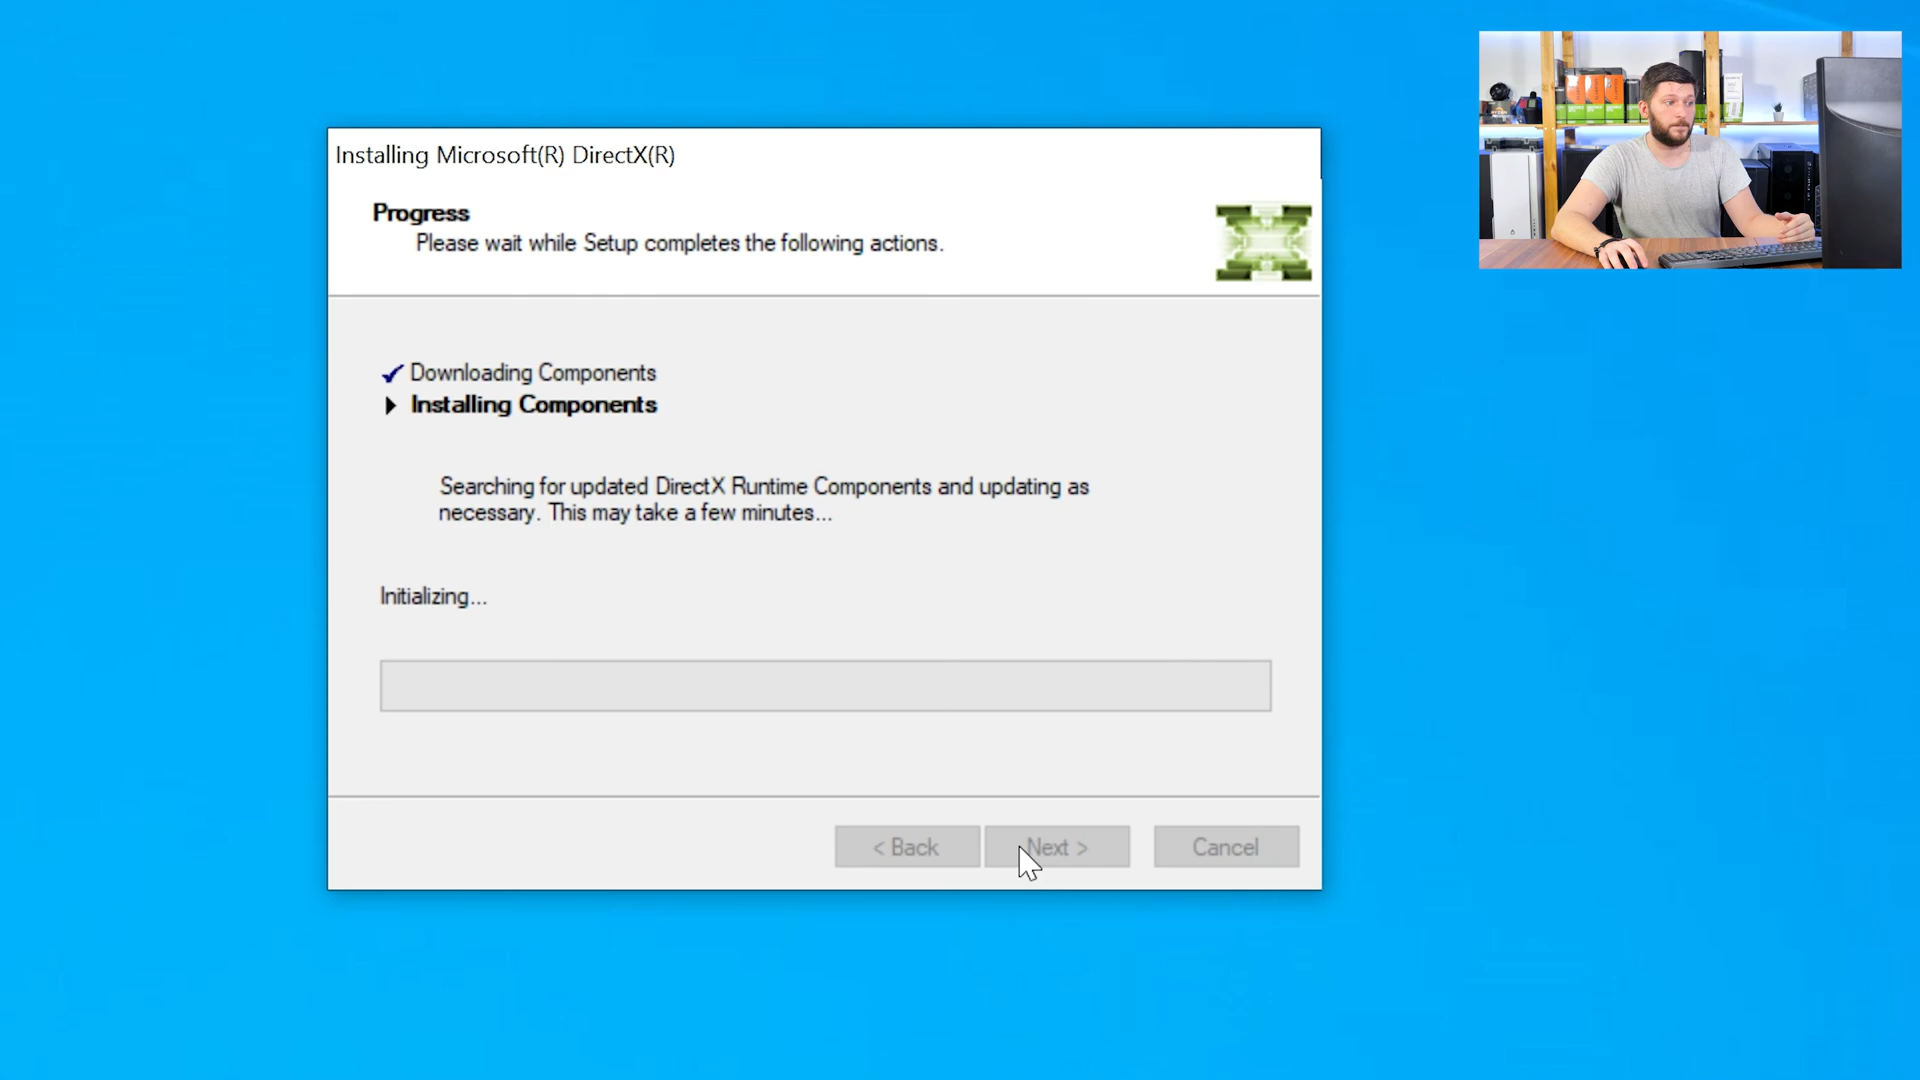 Installing Microsoft(R) DirectX(R)
Progress
Please wait while Setup completes the following actions.
Downloading Components
Installing Components
Searching for updated DirectX Runtime Components and updating as
necessary. This may take a few minutes...
Initializing...
< Back
Next >
Cancel